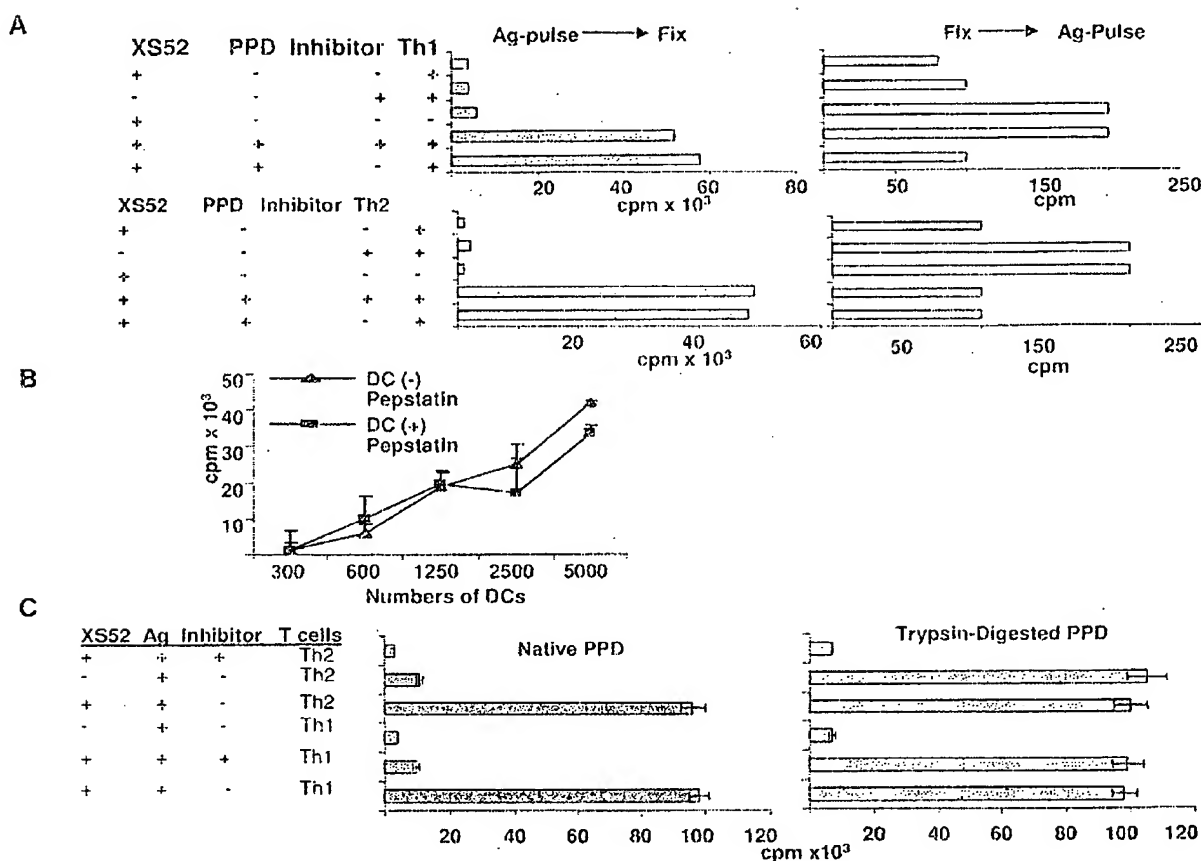 A
XS52 PPD Inhibitor Th1
Ag-pulse Fix
Fix Ag-Pulse
+ - - +
- - + +
+ - - -
+ + + +
+ + - +
20 40 60 80
cpm x 10³
50 150 250
cpm
XS52 PPD Inhibitor Th2
+ - - +
- - + +
+ - - -
+ + + +
+ + - +
20 40 60
cpm x 10³
50 150 250
cpm
B
DC (-)
Pepstatin
DC (+)
Pepstatin
cpm x 10³
50
40
30
20
10
300 600 1250 2500 5000
Numbers of DCs
C
XS52 Ag Inhibitor T cells
Native PPD
Trypsin-Digested PPD
+ + + Th2
- + - Th2
+ + - Th2
- + - Th1
+ + + Th1
+ + - Th1
20 40 60 80 100 120
20 40 60 80 100 120
cpm x10³